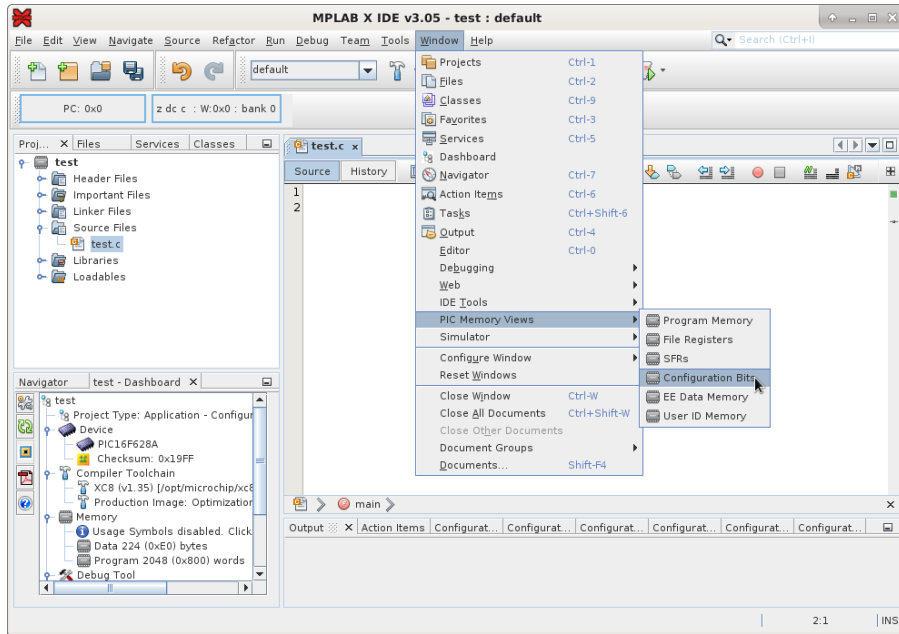 MPLAB X IDE v3.05 - test : default
File Edit View Navigate Source Refactor Run Debug Team Tools Window Help
Search (Ctrl+I)
default
PC: 0x0
z dc c : W:0x0 : bank 0
Proj... Files Services Classes
test
Header Files
Important Files
Linker Files
Source Files
test.c
Libraries
Loadables
Navigator test - Dashboard
test
Project Type: Application - Configur
Device
PIC16F628A
Checksum: 0x19FF
Compiler Toolchain
XC8 (v1.35) [/opt/microchip/xc8
Production Image: Optimization
Memory
Usage Symbols disabled. Click
Data 224 (0xE0) bytes
Program 2048 (0x800) words
Debug Tool
test.c
Source History
1
2
Projects Ctrl-1
Files Ctrl-2
Classes Ctrl-9
Favorites Ctrl-3
Services Ctrl-5
Dashboard
Navigator Ctrl-7
Action Items Ctrl-6
Tasks Ctrl+Shift-6
Output Ctrl-4
Editor Ctrl-0
Debugging
Web
IDE Tools
PIC Memory Views
Simulator
Configure Window
Reset Windows
Close Window Ctrl-W
Close All Documents Ctrl+Shift-W
Close Other Documents
Document Groups
Documents... Shift-F4
Program Memory
File Registers
SFRs
Configuration Bits
EE Data Memory
User ID Memory
main
Output Action Items Configurat... Configurat... Configurat... Configurat... Configurat... Configurat...
2:1 INS